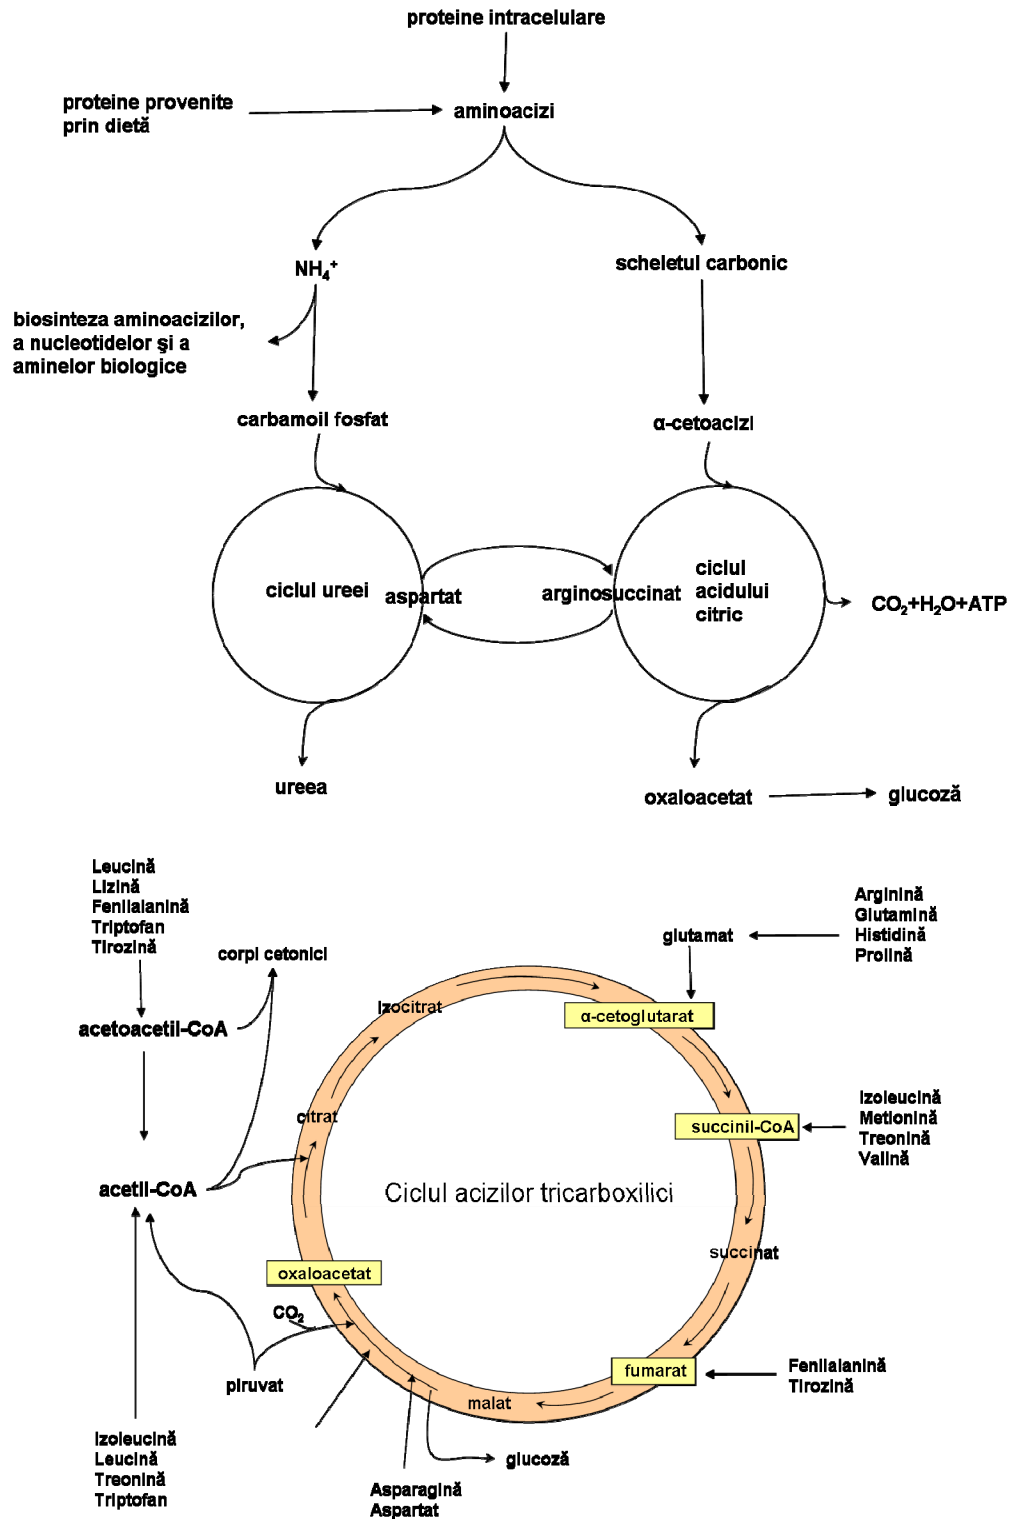 proteine intracelulare
proteine provenite
prin dietă
aminoacizi
NH₄⁺
scheletul carbonic
biosinteza aminoacizilor,
a nucleotidelor şi a
aminelor biologice
carbamoil fosfat
α-cetoacizi
ciclul ureei
aspartat
arginosuccinat
ciclul
acidului
citric
CO₂+H₂O+ATP
ureea
oxaloacetat
glucoză
Leucină
Lizină
Fenilalanină
Triptofan
Tirozină
corpi cetonici
acetoacetil-CoA
acetil-CoA
Arginină
Glutamină
Histidină
Prolină
glutamat
izocitrat
α-cetoglutarat
citrat
succinil-CoA
Izoleucină
Metionină
Treonină
Valină
Ciclul acizilor tricarboxilici
succinat
oxaloacetat
CO₂
piruvat
fumarat
Fenilalanină
Tirozină
malat
glucoză
Izoleucină
Leucină
Treonină
Triptofan
Asparagină
Aspartat